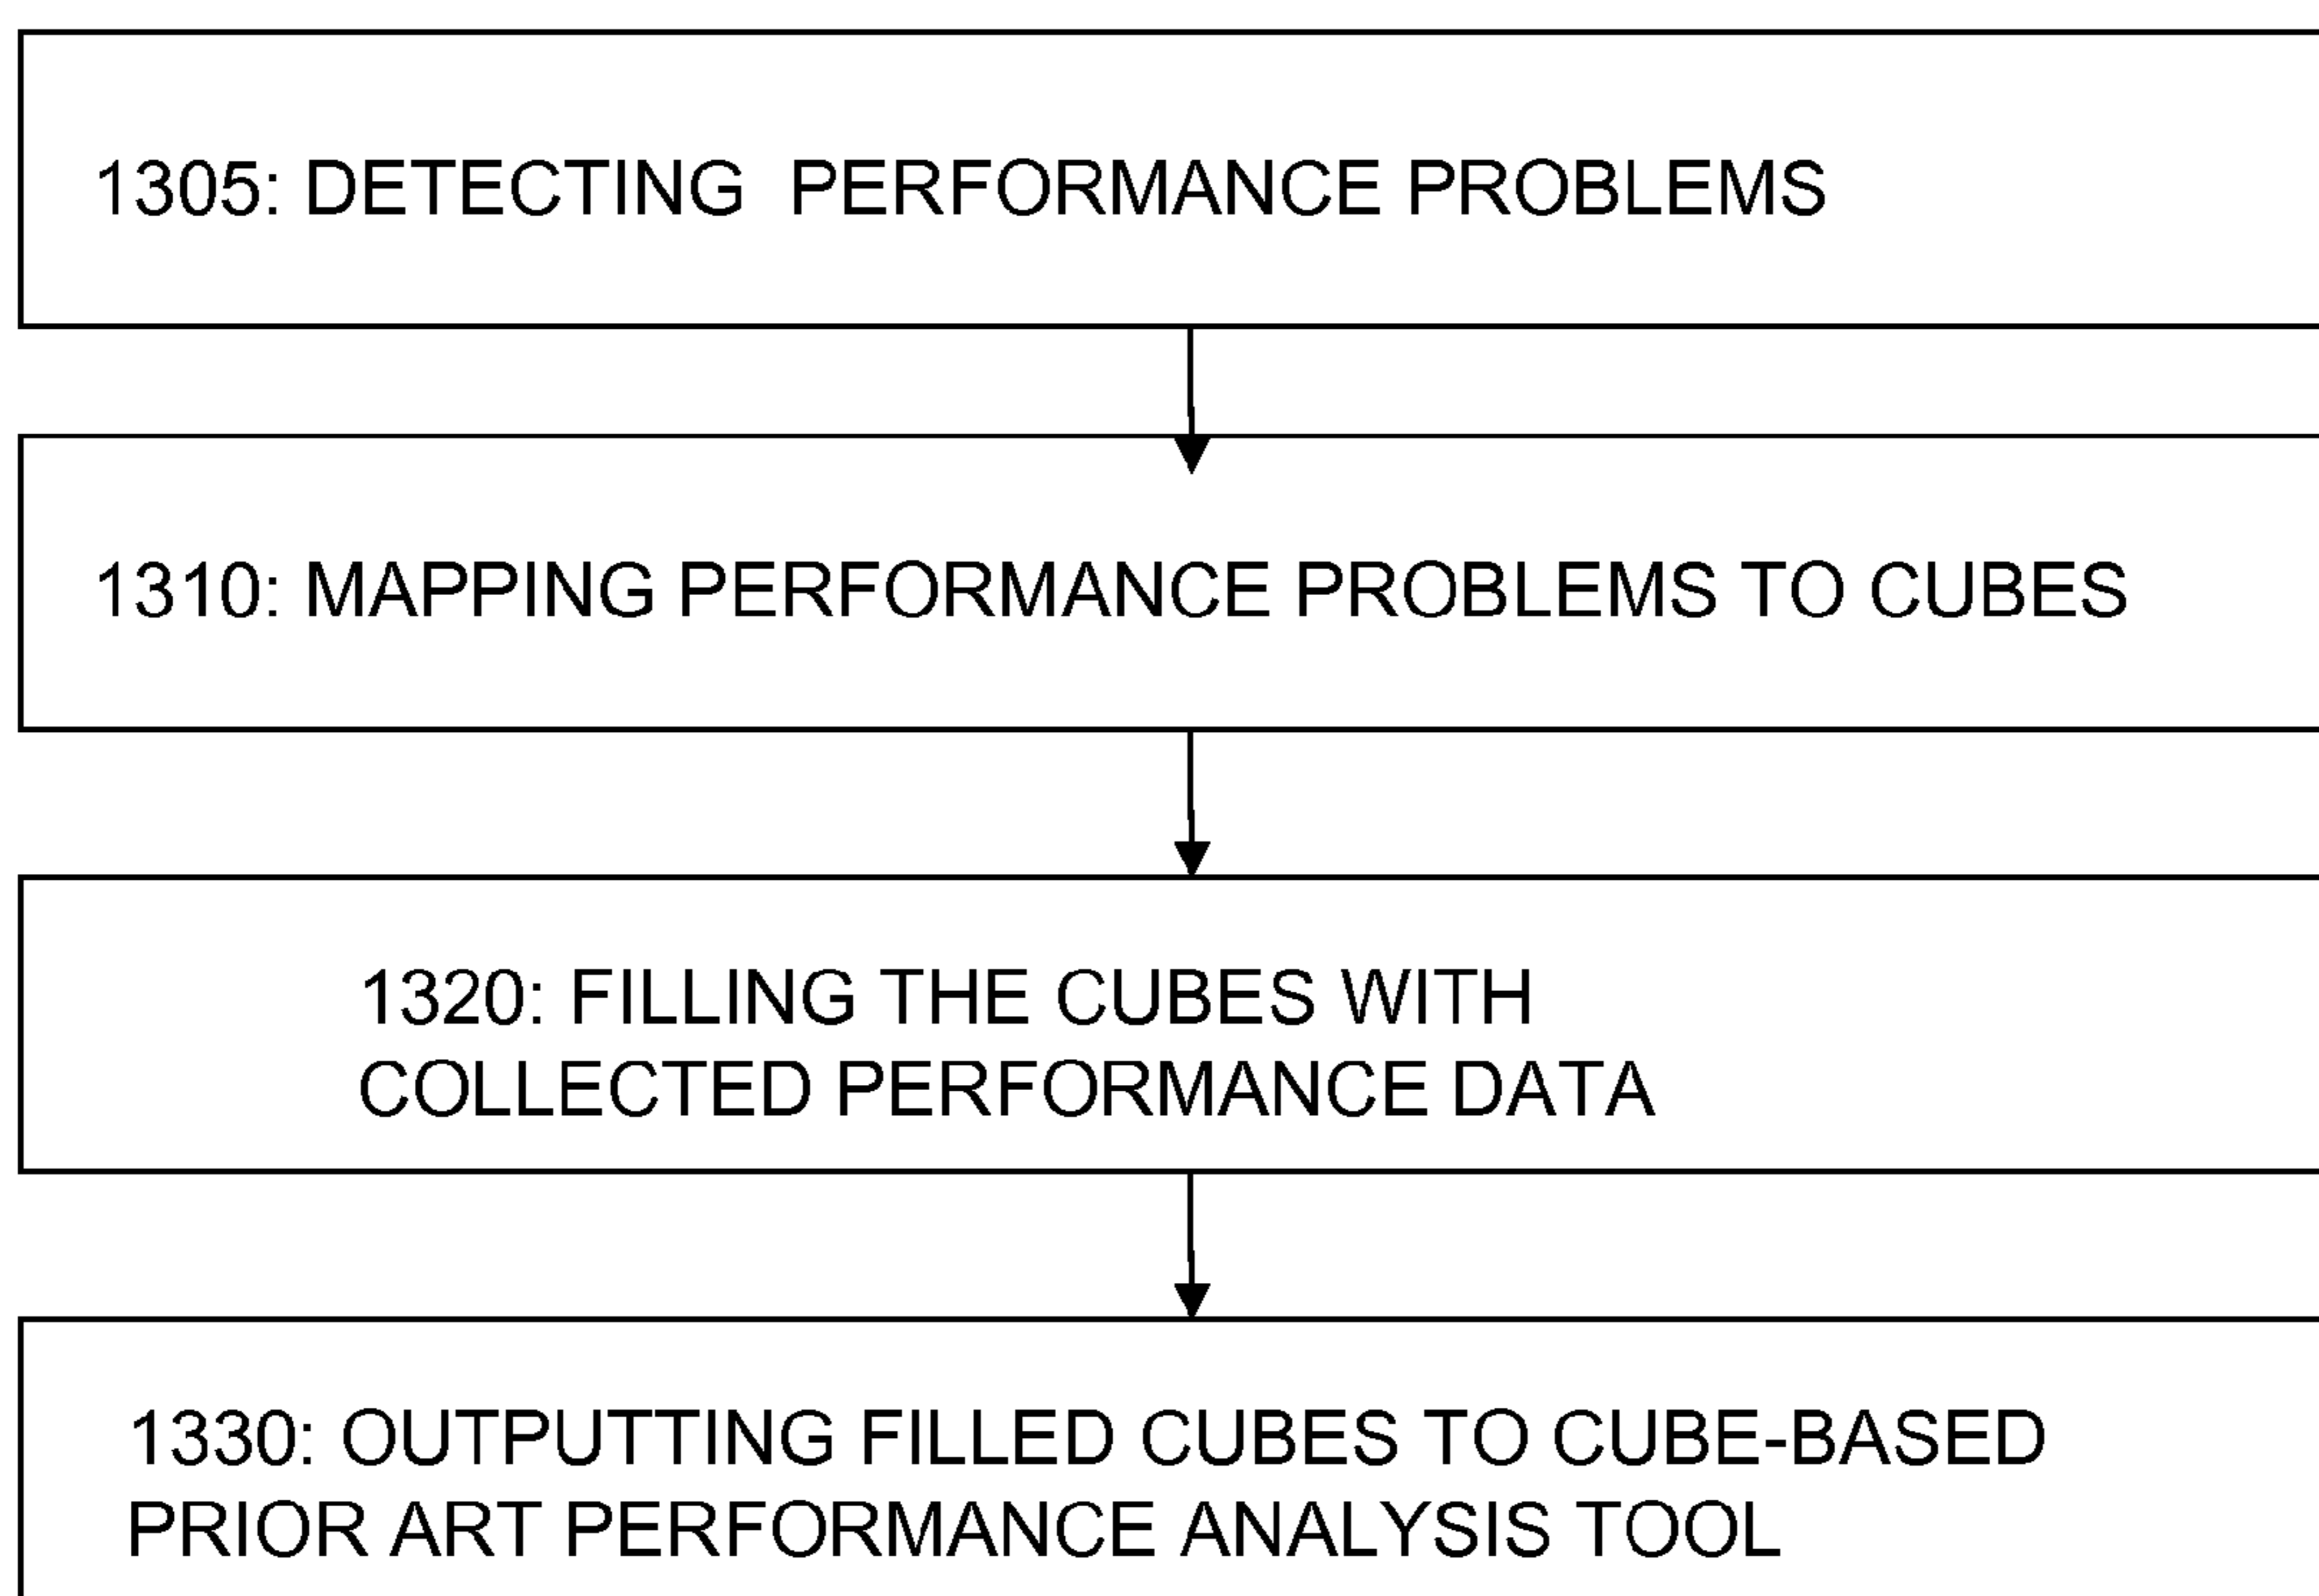 1305: DETECTING PERFORMANCE PROBLEMS
1310: MAPPING PERFORMANCE PROBLEMS TO CUBES
1320: FILLING THE CUBES WITH
COLLECTED PERFORMANCE DATA
1330: OUTPUTTING FILLED CUBES TO CUBE-BASED
PRIOR ART PERFORMANCE ANALYSIS TOOL